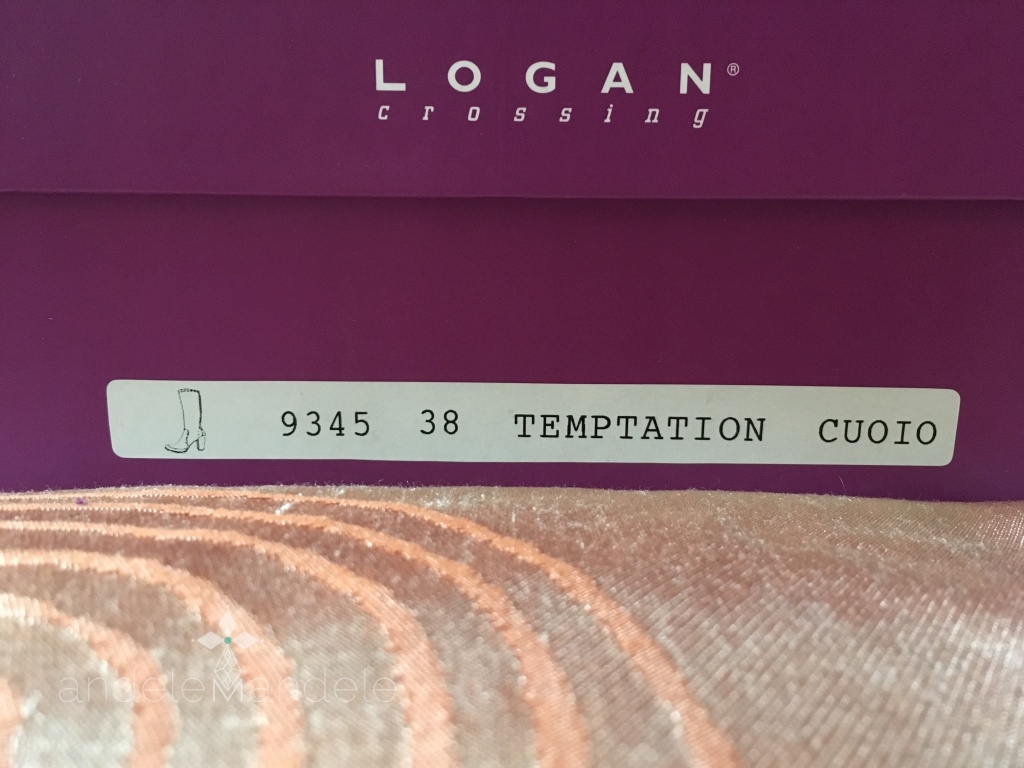 LOGAN®
crossing
9345 38 TEMPTATION CUOIO
andeleMandele